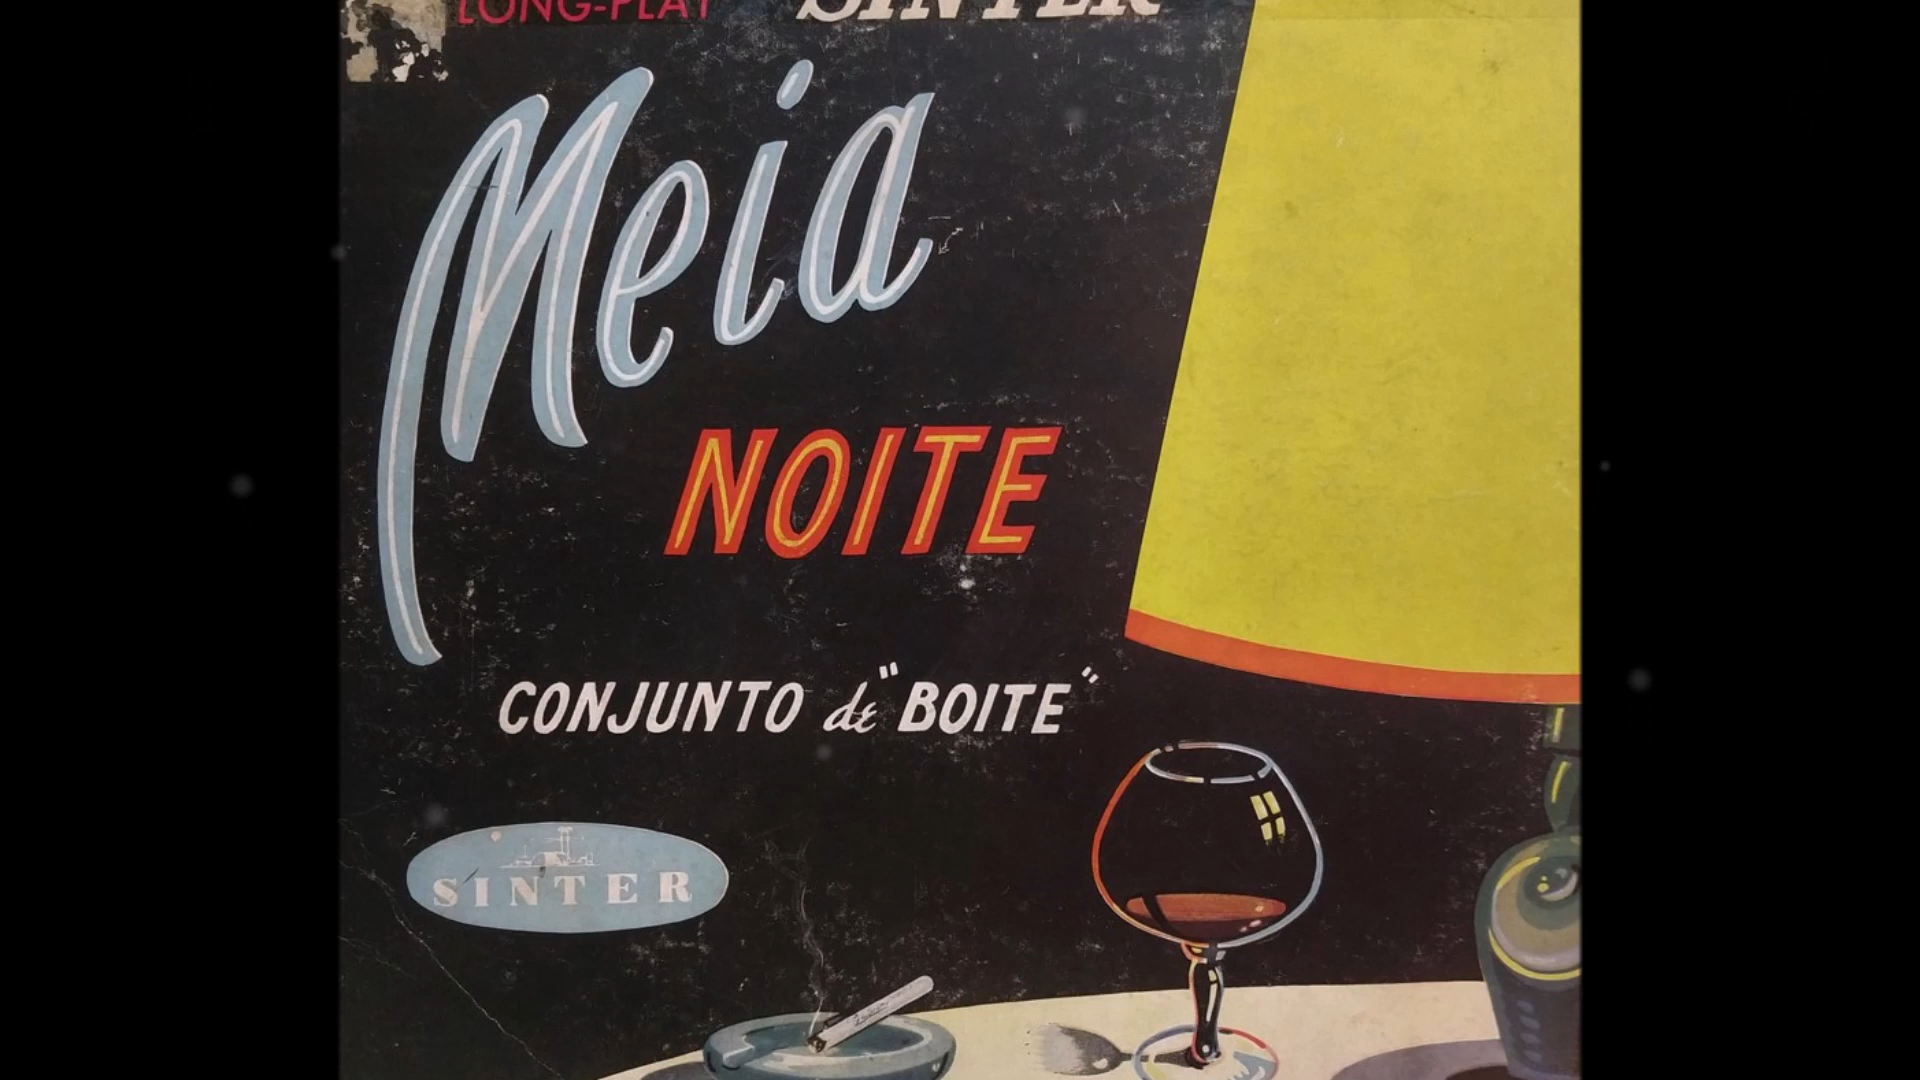 LONG-PLAY SINTER
Meia
NOITE
CONJUNTO de "BOITE"
SINTER